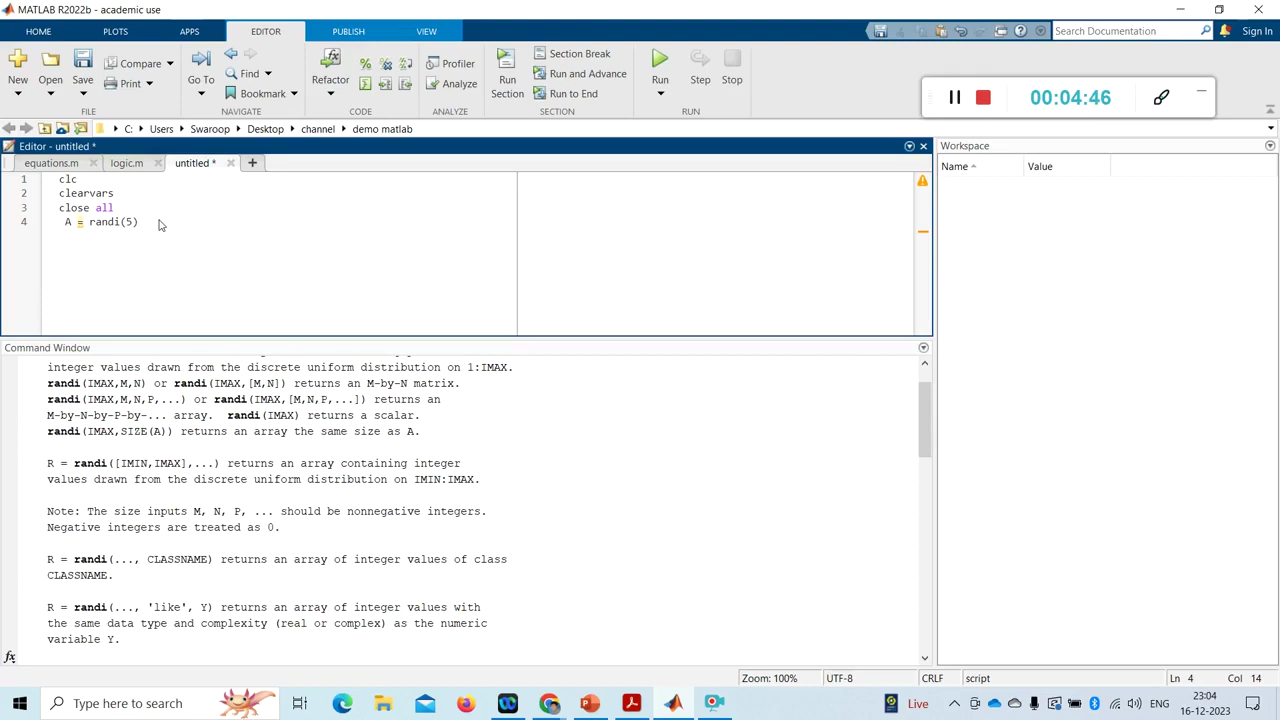 MATLAB R2022b - academic use
HOME PLOTS APPS EDITOR PUBLISH VIEW
Search Documentation
Sign In
New Open Save Compare Print
Go To Find Bookmark
Refactor
Profiler Analyze
Run Section
Section Break
Run and Advance
Run to End
Run Step Stop
FILE NAVIGATE CODE ANALYZE SECTION RUN
00:04:46
C: Users Swaroop Desktop channel demo matlab
Editor - untitled *
equations.m logic.m untitled *
1 clc
2 clearvars
3 close all
4 A = randi(5)
Workspace
Name Value
Command Window
integer values drawn from the discrete uniform distribution on 1:IMAX.
randi(IMAX,M,N) or randi(IMAX,[M,N]) returns an M-by-N matrix.
randi(IMAX,M,N,P,...) or randi(IMAX,[M,N,P,...]) returns an
M-by-N-by-P-by-... array. randi(IMAX) returns a scalar.
randi(IMAX,SIZE(A)) returns an array the same size as A.
R = randi([IMIN,IMAX],...) returns an array containing integer
values drawn from the discrete uniform distribution on IMIN:IMAX.
Note: The size inputs M, N, P, ... should be nonnegative integers.
Negative integers are treated as 0.
R = randi(..., CLASSNAME) returns an array of integer values of class
CLASSNAME.
R = randi(..., 'like', Y) returns an array of integer values with
the same data type and complexity (real or complex) as the numeric
variable Y.
fx
Zoom: 100% UTF-8 CRLF script Ln 4 Col 14
Type here to search
Live
ENG
23:04
16-12-2023